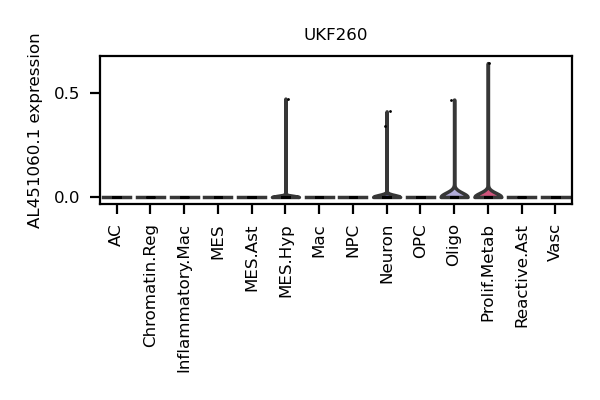 UKF260
AL451060.1 expression
0.5
0.0
AC
Chromatin.Reg
Inflammatory.Mac
MES
MES.Ast
MES.Hyp
Mac
NPC
Neuron
OPC
Oligo
Prolif.Metab
Reactive.Ast
Vasc